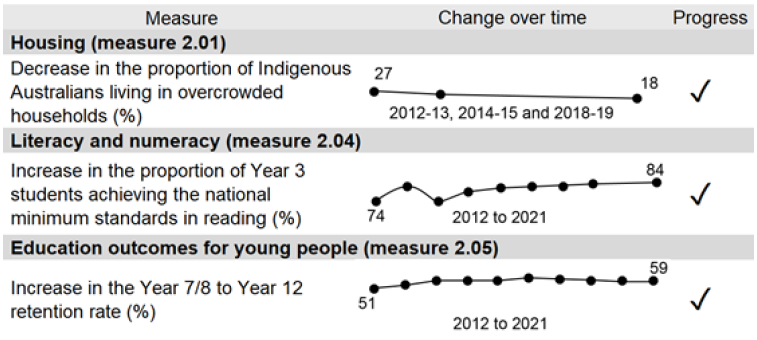 Measure Change over time Progress
Housing (measure 2.01)
Decrease in the proportion of Indigenous
Australians living in overcrowded
households (%)
27
18
2012-13, 2014-15 and 2018-19
✓
Literacy and numeracy (measure 2.04)
Increase in the proportion of Year 3
students achieving the national
minimum standards in reading (%)
74
84
2012 to 2021
✓
Education outcomes for young people (measure 2.05)
Increase in the Year 7/8 to Year 12
retention rate (%)
51
59
2012 to 2021
✓